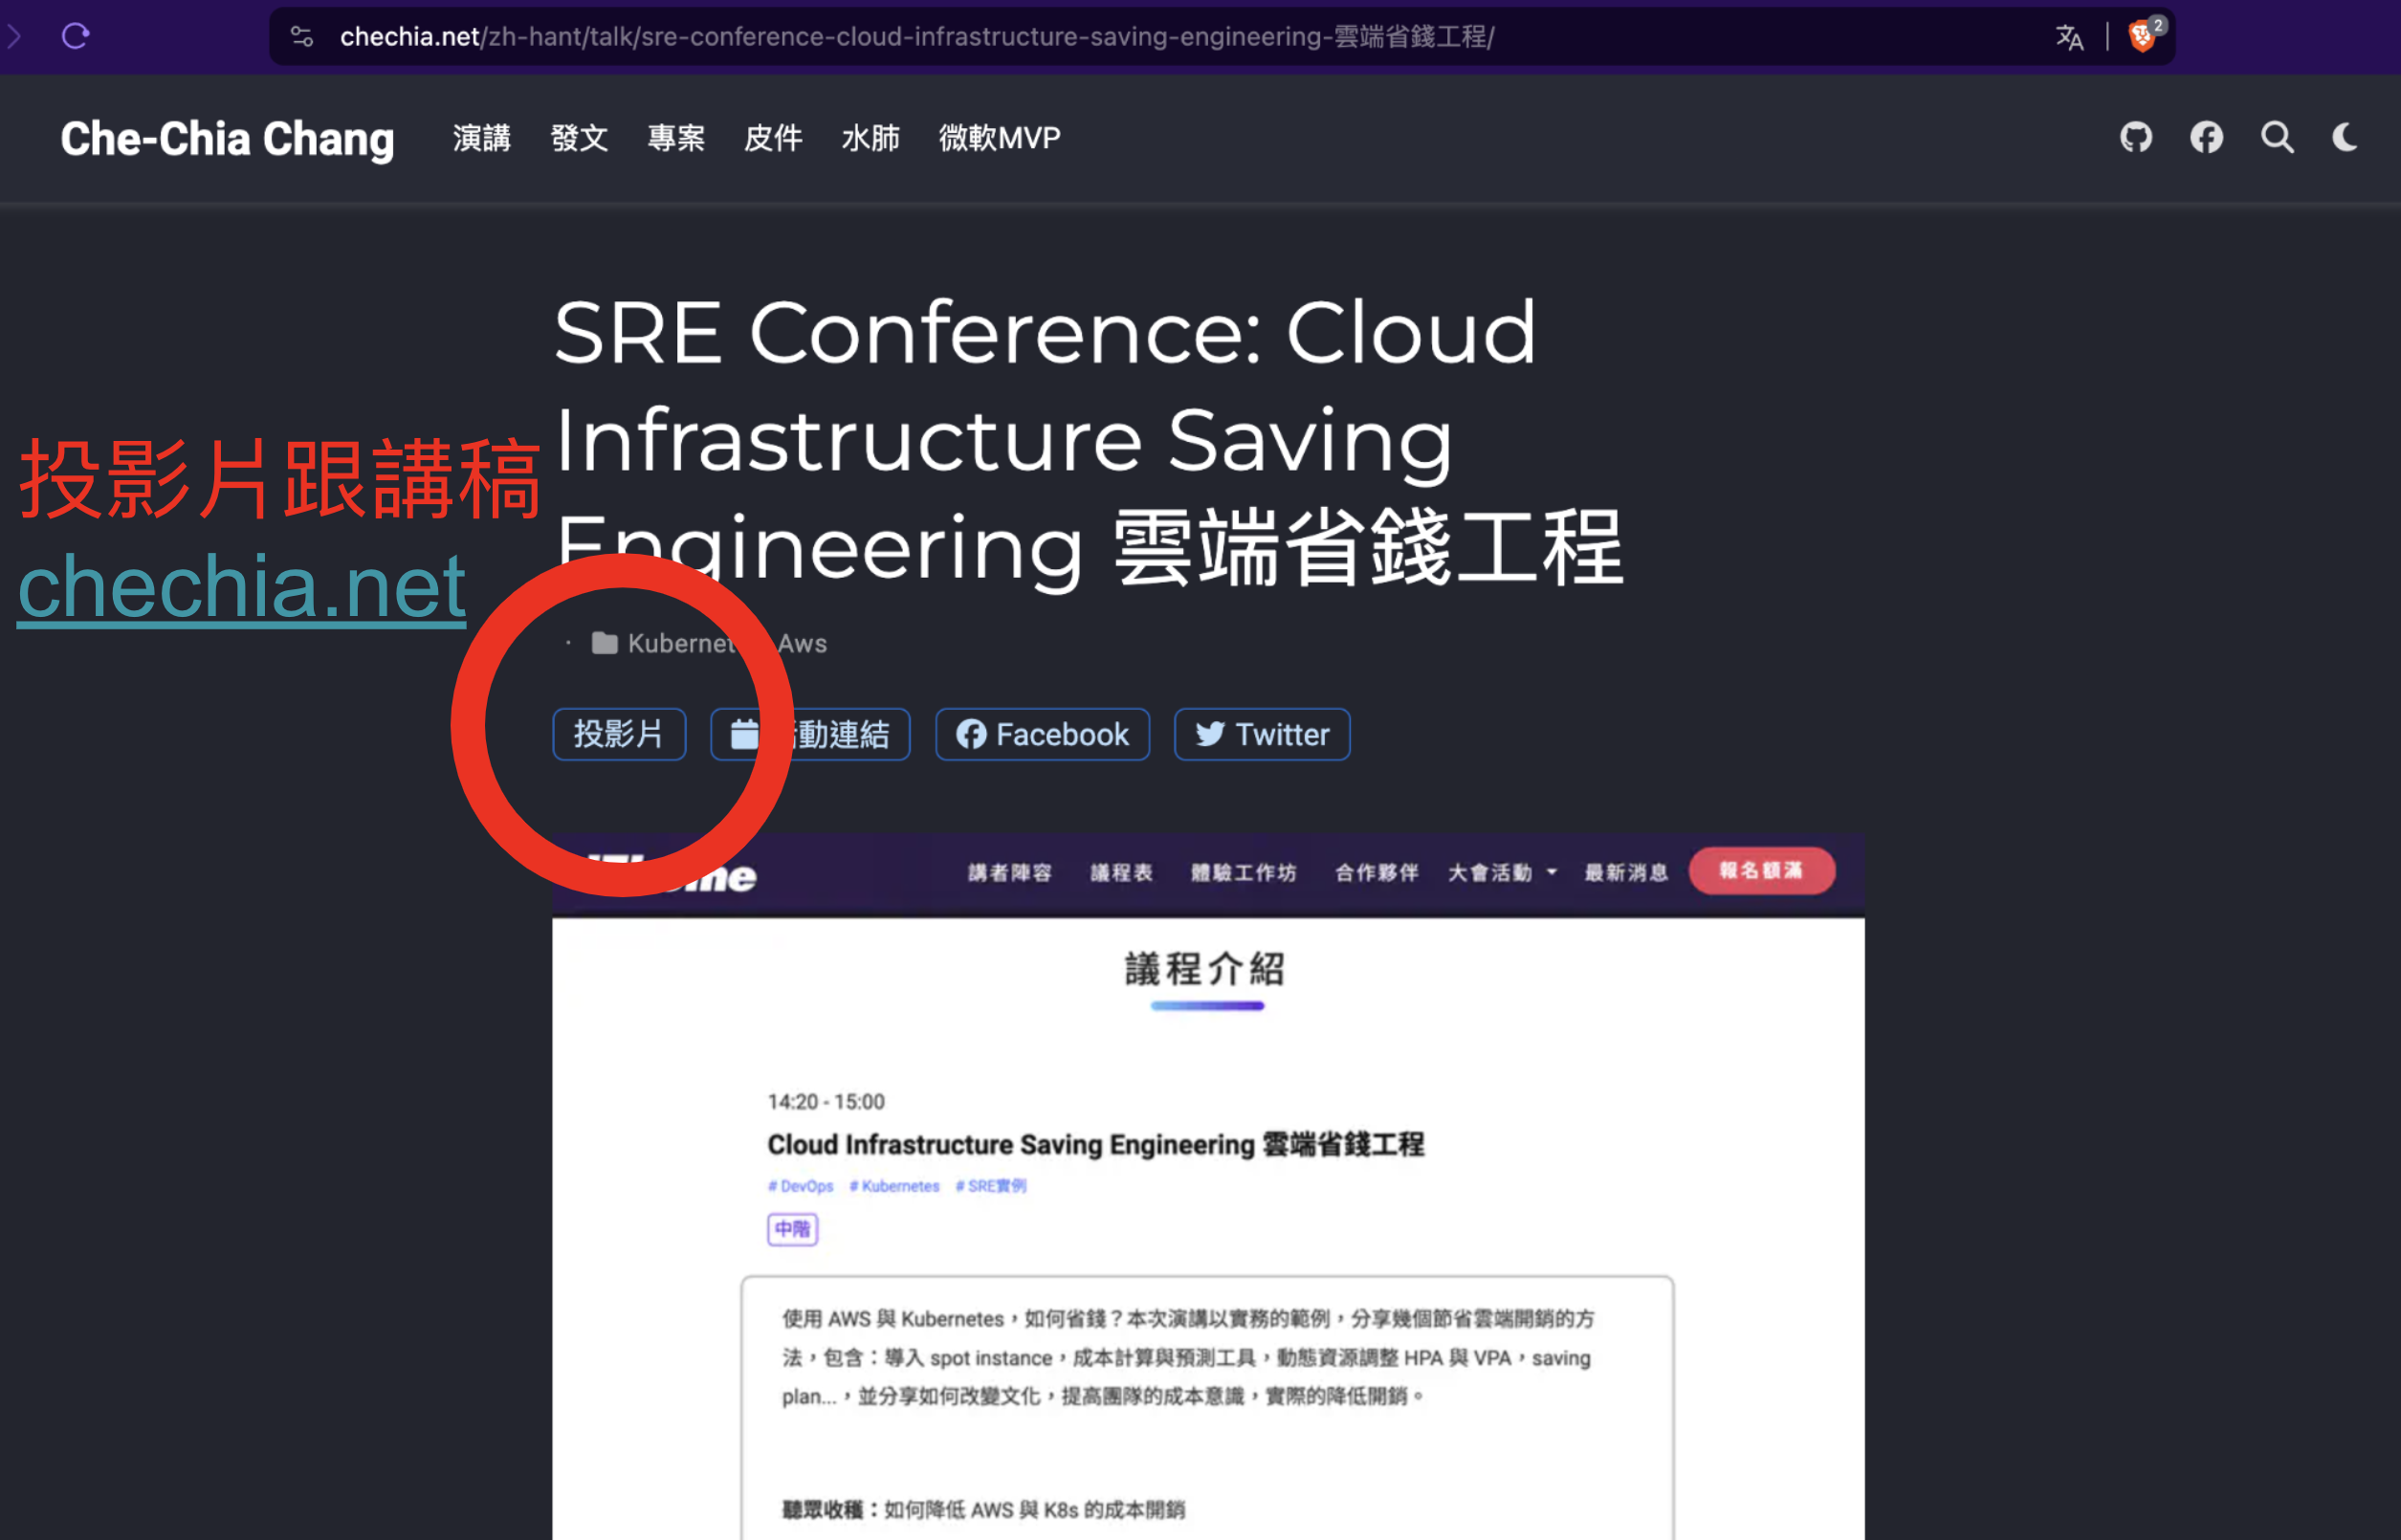 chechia.net/zh-hant/talk/sre-conference-cloud-infrastructure-saving-engineering-雲端省錢工程/
2
Che-Chia Chang 演講 發文 專案 皮件 水肺 微軟MVP
SRE Conference: Cloud
Infrastructure Saving
Engineering 雲端省錢工程
投影片跟講稿
chechia.net
Aws
投影片 動連結 Facebook Twitter
講者陣容 議程表 體驗工作坊 合作夥伴 大會活動 最新消息 報名額滿
議程介紹
14:20 - 15:00
Cloud Infrastructure Saving Engineering 雲端省錢工程
# DevOps # Kubernetes # SRE實例
中階
使用 AWS 與 Kubernetes，如何省錢？本次演講以實務的範例，分享幾個節省雲端開銷的方
法，包含：導入 spot instance，成本計算與預測工具，動態資源調整 HPA 與 VPA，saving
plan...，並分享如何改變文化，提高團隊的成本意識，實際的降低開銷。
聽眾收穫：如何降低 AWS 與 K8s 的成本開銷